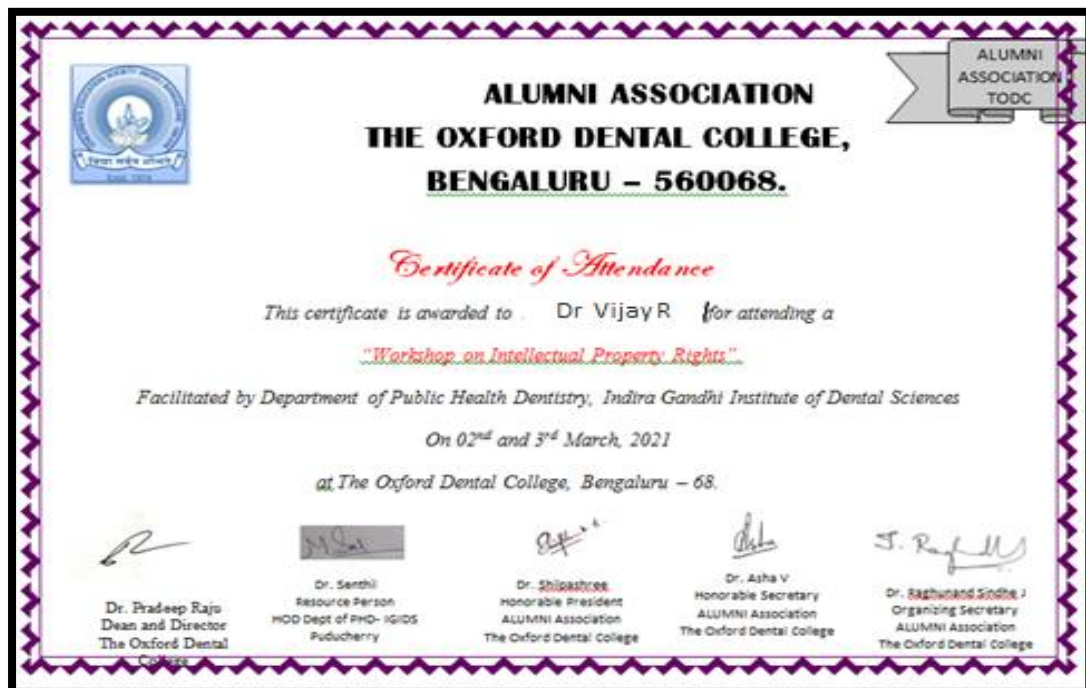 ALUMNI
ASSOCIATION
TODC
ALUMNI ASSOCIATION
THE OXFORD DENTAL COLLEGE,
BENGALURU – 560068.
Certificate of Attendance
This certificate is awarded to . Dr Vijay R for attending a
"Workshop on Intellectual Property Rights"
Facilitated by Department of Public Health Dentistry, Indira Gandhi Institute of Dental Sciences
On 02nd and 3rd March, 2021
at The Oxford Dental College, Bengaluru – 68.
Asha
Dr. Pradeep Raju
Dean and Director
The Oxford Dental
College
Dr. Senthil
Resource Person
HOD Dept of PHD- IGIDS
Puducherry
Dr. Shilpashree
Honorable President
ALUMNI Association
The Oxford Dental College
Dr. Asha V
Honorable Secretary
ALUMNI Association
The Oxford Dental College
Dr. Raghunand Sindhe J
Organizing Secretary
ALUMNI Association
The Oxford Dental College